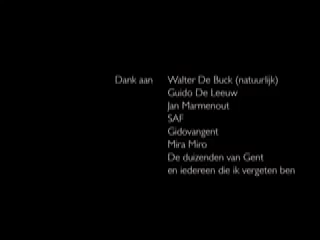 Dank aan Walter De Buck (natuurlijk)
Guido De Leeuw
Jan Marmenout
SAF
Gidovangent
Mira Miro
De duizenden van Gent
en iedereen die ik vergeten ben